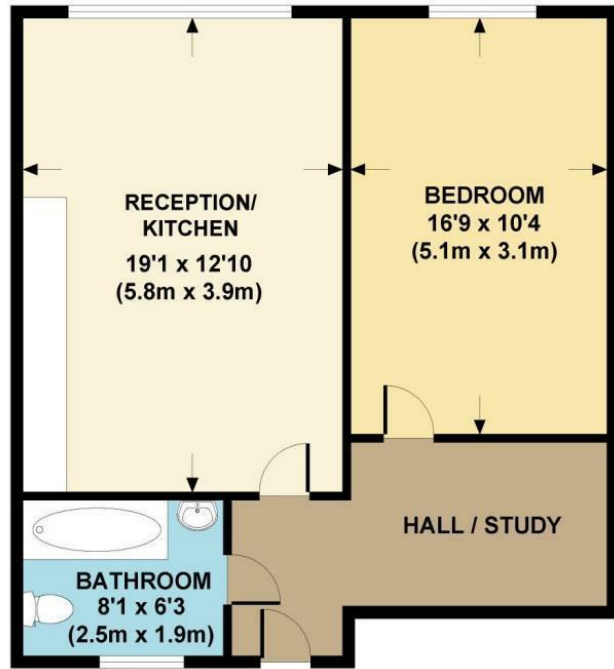 RECEPTION/
KITCHEN
19'1 x 12'10
(5.8m x 3.9m)
BEDROOM
16'9 x 10'4
(5.1m x 3.1m)
HALL / STUDY
BATHROOM
8'1 x 6'3
(2.5m x 1.9m)